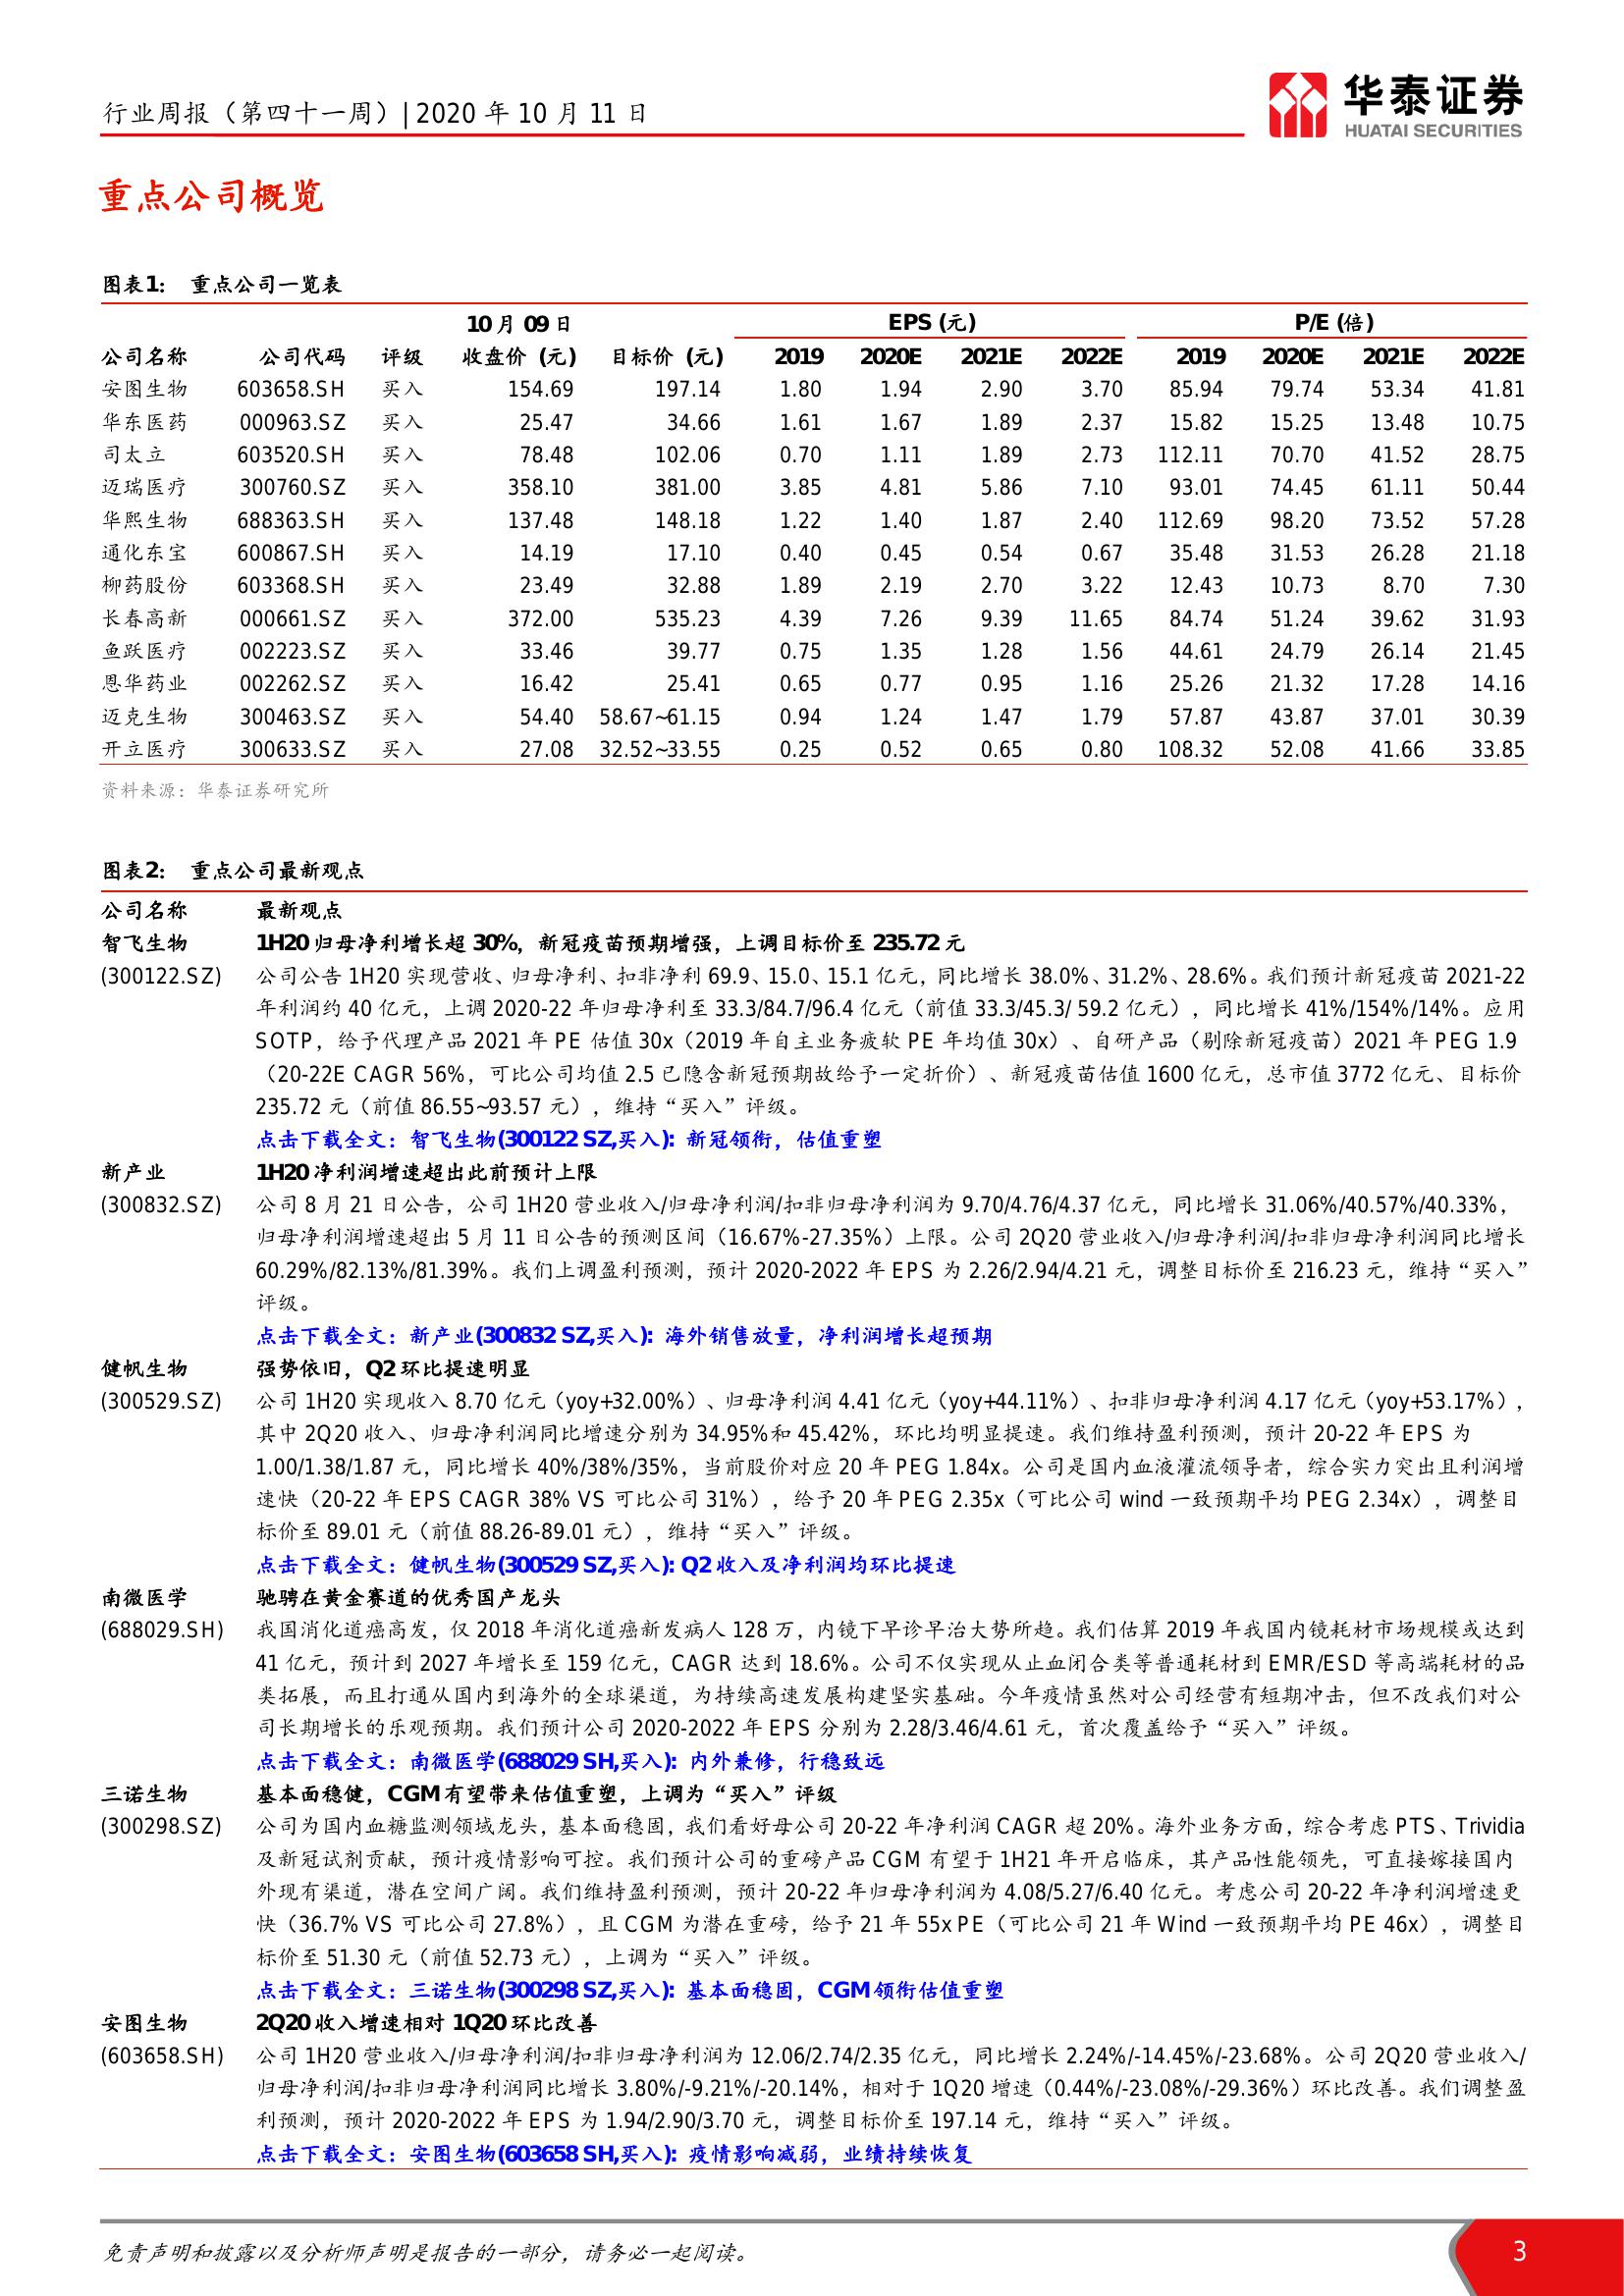 行业周报（第四十一周）| 2020 年 10 月 11 日
华泰证券
HUATAI SECURITIES
重点公司概览
图表1： 重点公司一览表
10 月 09 日 EPS (元) P/E (倍)
公司名称 公司代码 评级 收盘价 (元) 目标价 (元) 2019 2020E 2021E 2022E 2019 2020E 2021E 2022E
安图生物 603658.SH 买入 154.69 197.14 1.80 1.94 2.90 3.70 85.94 79.74 53.34 41.81
华东医药 000963.SZ 买入 25.47 34.66 1.61 1.67 1.89 2.37 15.82 15.25 13.48 10.75
司太立 603520.SH 买入 78.48 102.06 0.70 1.11 1.89 2.73 112.11 70.70 41.52 28.75
迈瑞医疗 300760.SZ 买入 358.10 381.00 3.85 4.81 5.86 7.10 93.01 74.45 61.11 50.44
华熙生物 688363.SH 买入 137.48 148.18 1.22 1.40 1.87 2.40 112.69 98.20 73.52 57.28
通化东宝 600867.SH 买入 14.19 17.10 0.40 0.45 0.54 0.67 35.48 31.53 26.28 21.18
柳药股份 603368.SH 买入 23.49 32.88 1.89 2.19 2.70 3.22 12.43 10.73 8.70 7.30
长春高新 000661.SZ 买入 372.00 535.23 4.39 7.26 9.39 11.65 84.74 51.24 39.62 31.93
鱼跃医疗 002223.SZ 买入 33.46 39.77 0.75 1.35 1.28 1.56 44.61 24.79 26.14 21.45
恩华药业 002262.SZ 买入 16.42 25.41 0.65 0.77 0.95 1.16 25.26 21.32 17.28 14.16
迈克生物 300463.SZ 买入 54.40 58.67~61.15 0.94 1.24 1.47 1.79 57.87 43.87 37.01 30.39
开立医疗 300633.SZ 买入 27.08 32.52~33.55 0.25 0.52 0.65 0.80 108.32 52.08 41.66 33.85
资料来源：华泰证券研究所
图表2： 重点公司最新观点
公司名称 最新观点
智飞生物 1H20 归母净利增长超 30%，新冠疫苗预期增强，上调目标价至 235.72 元
(300122.SZ) 公司公告 1H20 实现营收、归母净利、扣非净利 69.9、15.0、15.1 亿元，同比增长 38.0%、31.2%、28.6%。我们预计新冠疫苗 2021-22
年利润约 40 亿元，上调 2020-22 年归母净利至 33.3/84.7/96.4 亿元（前值 33.3/45.3/ 59.2 亿元），同比增长 41%/154%/14%。应用
SOTP，给予代理产品 2021 年 PE 估值 30x（2019 年自主业务疲软 PE 年均值 30x）、自研产品（剔除新冠疫苗）2021 年 PEG 1.9
（20-22E CAGR 56%，可比公司均值 2.5 已隐含新冠预期故给予一定折价）、新冠疫苗估值 1600 亿元，总市值 3772 亿元、目标价
235.72 元（前值 86.55~93.57 元），维持“买入”评级。
点击下载全文：智飞生物(300122 SZ,买入): 新冠领衔，估值重塑
新产业 1H20 净利润增速超出此前预计上限
(300832.SZ) 公司 8 月 21 日公告，公司 1H20 营业收入/归母净利润/扣非归母净利润为 9.70/4.76/4.37 亿元，同比增长 31.06%/40.57%/40.33%，
归母净利润增速超出 5 月 11 日公告的预测区间（16.67%-27.35%）上限。公司 2Q20 营业收入/归母净利润/扣非归母净利润同比增长
60.29%/82.13%/81.39%。我们上调盈利预测，预计 2020-2022 年 EPS 为 2.26/2.94/4.21 元，调整目标价至 216.23 元，维持“买入”
评级。
点击下载全文：新产业(300832 SZ,买入): 海外销售放量，净利润增长超预期
健帆生物 强势依旧，Q2 环比提速明显
(300529.SZ) 公司 1H20 实现收入 8.70 亿元（yoy+32.00%）、归母净利润 4.41 亿元（yoy+44.11%）、扣非归母净利润 4.17 亿元（yoy+53.17%），
其中 2Q20 收入、归母净利润同比增速分别为 34.95%和 45.42%，环比均明显提速。我们维持盈利预测，预计 20-22 年 EPS 为
1.00/1.38/1.87 元，同比增长 40%/38%/35%，当前股价对应 20 年 PEG 1.84x。公司是国内血液灌流领导者，综合实力突出且利润增
速快（20-22 年 EPS CAGR 38% VS 可比公司 31%），给予 20 年 PEG 2.35x（可比公司 wind 一致预期平均 PEG 2.34x），调整目
标价至 89.01 元（前值 88.26-89.01 元），维持“买入”评级。
点击下载全文：健帆生物(300529 SZ,买入): Q2 收入及净利润均环比提速
南微医学 驰骋在黄金赛道的优秀国产龙头
(688029.SH) 我国消化道癌高发，仅 2018 年消化道癌新发病人 128 万，内镜下早诊早治大势所趋。我们估算 2019 年我国内镜耗材市场规模或达到
41 亿元，预计到 2027 年增长至 159 亿元，CAGR 达到 18.6%。公司不仅实现从止血闭合类等普通耗材到 EMR/ESD 等高端耗材的品
类拓展，而且打通从国内到海外的全球渠道，为持续高速发展构建坚实基础。今年疫情虽然对公司经营有短期冲击，但不改我们对公
司长期增长的乐观预期。我们预计公司 2020-2022 年 EPS 分别为 2.28/3.46/4.61 元，首次覆盖给予“买入”评级。
点击下载全文：南微医学(688029 SH,买入): 内外兼修，行稳致远
三诺生物 基本面稳健，CGM 有望带来估值重塑，上调为“买入”评级
(300298.SZ) 公司为国内血糖监测领域龙头，基本面稳固，我们看好母公司 20-22 年净利润 CAGR 超 20%。海外业务方面，综合考虑 PTS、Trividia
及新冠试剂贡献，预计疫情影响可控。我们预计公司的重磅产品 CGM 有望于 1H21 年开启临床，其产品性能领先，可直接嫁接国内
外现有渠道，潜在空间广阔。我们维持盈利预测，预计 20-22 年归母净利润为 4.08/5.27/6.40 亿元。考虑公司 20-22 年净利润增速更
快（36.7% VS 可比公司 27.8%），且 CGM 为潜在重磅，给予 21 年 55x PE（可比公司 21 年 Wind 一致预期平均 PE 46x），调整目
标价至 51.30 元（前值 52.73 元），上调为“买入”评级。
点击下载全文：三诺生物(300298 SZ,买入): 基本面稳固，CGM 领衔估值重塑
安图生物 2Q20 收入增速相对 1Q20 环比改善
(603658.SH) 公司 1H20 营业收入/归母净利润/扣非归母净利润为 12.06/2.74/2.35 亿元，同比增长 2.24%/-14.45%/-23.68%。公司 2Q20 营业收入/
归母净利润/扣非归母净利润同比增长 3.80%/-9.21%/-20.14%，相对于 1Q20 增速（0.44%/-23.08%/-29.36%）环比改善。我们调整盈
利预测，预计 2020-2022 年 EPS 为 1.94/2.90/3.70 元，调整目标价至 197.14 元，维持“买入”评级。
点击下载全文：安图生物(603658 SH,买入): 疫情影响减弱，业绩持续恢复
免责声明和披露以及分析师声明是报告的一部分，请务必一起阅读。 3